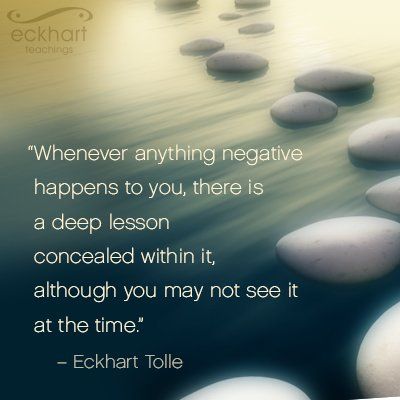 eckhart
teachings
“Whenever anything negative
happens to you, there is
a deep lesson
concealed within it,
although you may not see it
at the time.”
– Eckhart Tolle